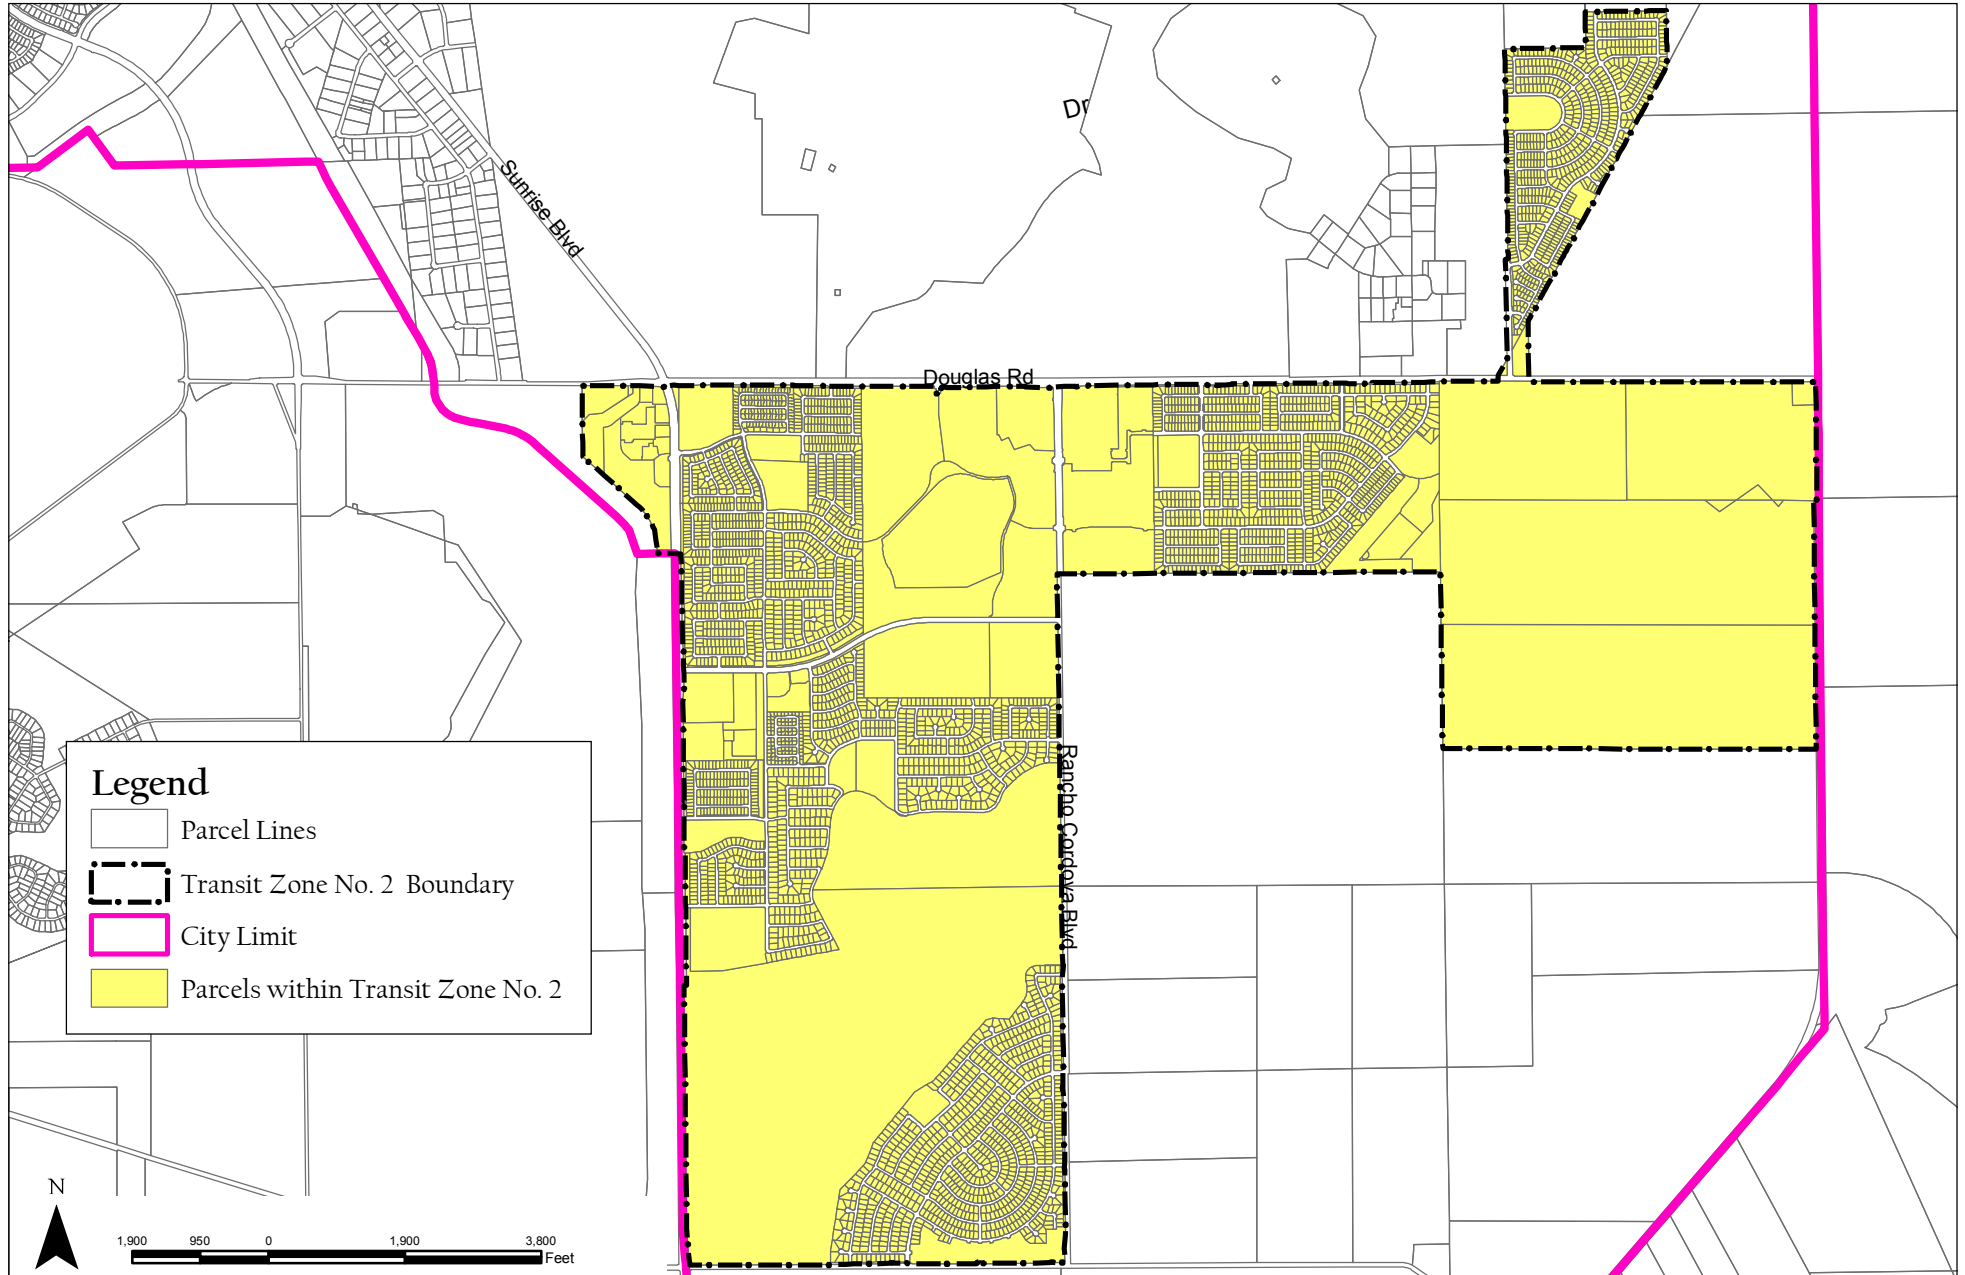 Dr
Sunrise Blvd
Douglas Rd
Rancho Cordova Blvd
Legend
Parcel Lines
Transit Zone No. 2 Boundary
City Limit
Parcels within Transit Zone No. 2
N
1,900 950 0 1,900 3,800
Feet